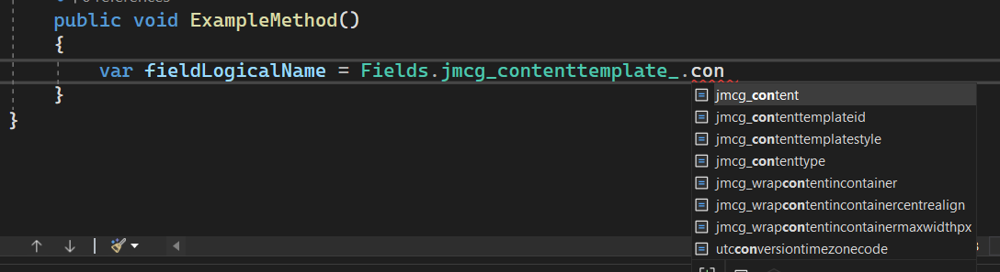 0 references
public void ExampleMethod()
{
var fieldLogicalName = Fields.jmcg_contenttemplate_.con
jmcg_content
jmcg_contenttemplateid
jmcg_contenttemplatestyle
jmcg_contenttype
jmcg_wrapcontentincontainer
jmcg_wrapcontentincontainercentrealign
jmcg_wrapcontentincontainermaxwidthpx
utcconversiontimezonecode
}
}